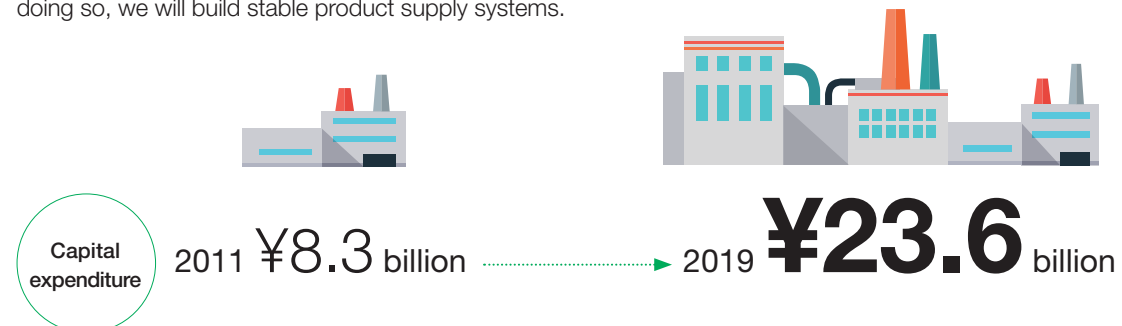 doing so, we will build stable product supply systems.
Capital
expenditure
2011 ¥8.3 billion
2019 ¥23.6 billion